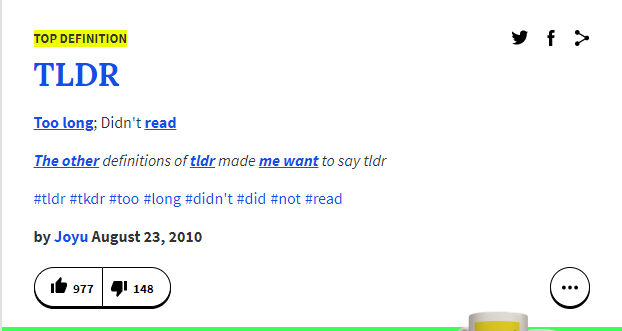 TOP DEFINITION
TLDR
Too long; Didn't read
The other definitions of tldr made me want to say tldr
#tldr #tkdr #too #long #didn't #did #not #read
by Joyu August 23, 2010
977 148